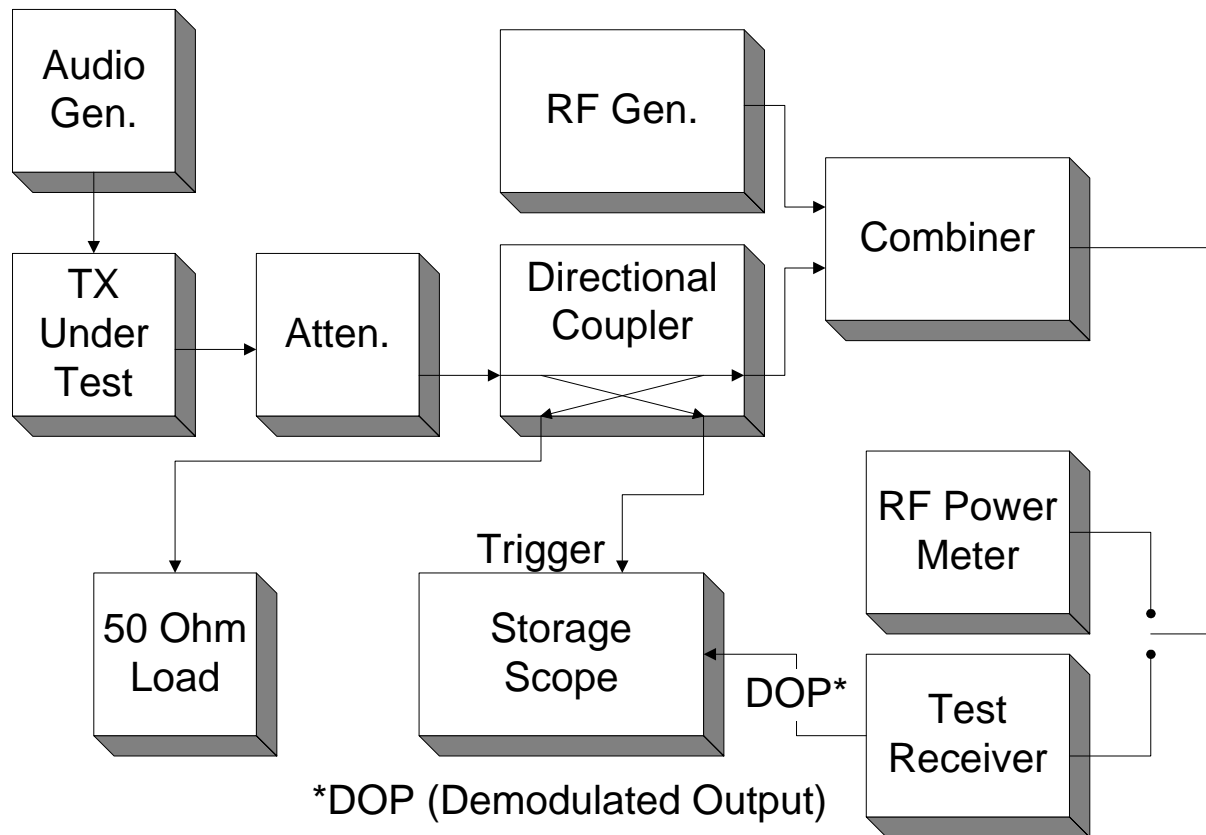 Audio
Gen.
RF Gen.
Combiner
TX
Under
Test
Atten.
Directional
Coupler
RF Power
Meter
Trigger
50 Ohm
Load
Storage
Scope
DOP*
Test
Receiver
*DOP (Demodulated Output)